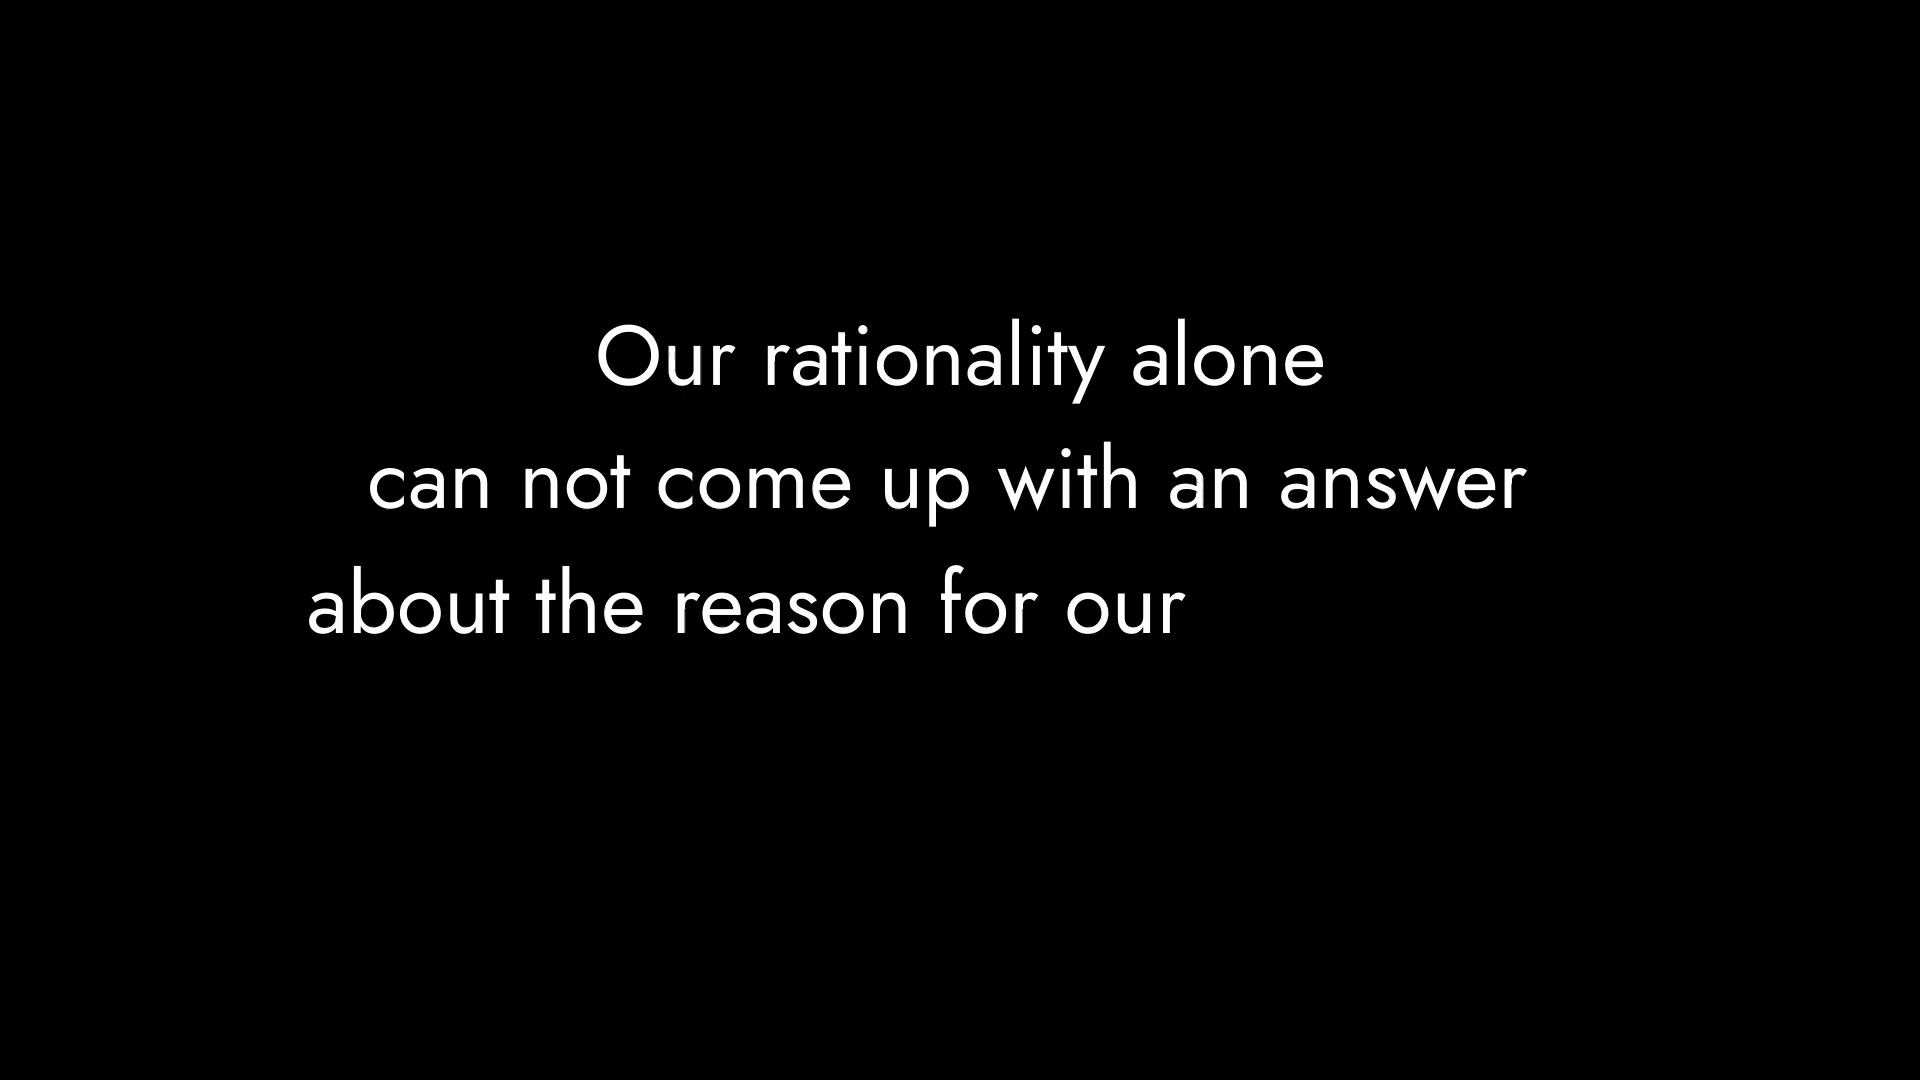 Our rationality alone
can not come up with an answer
about the reason for our